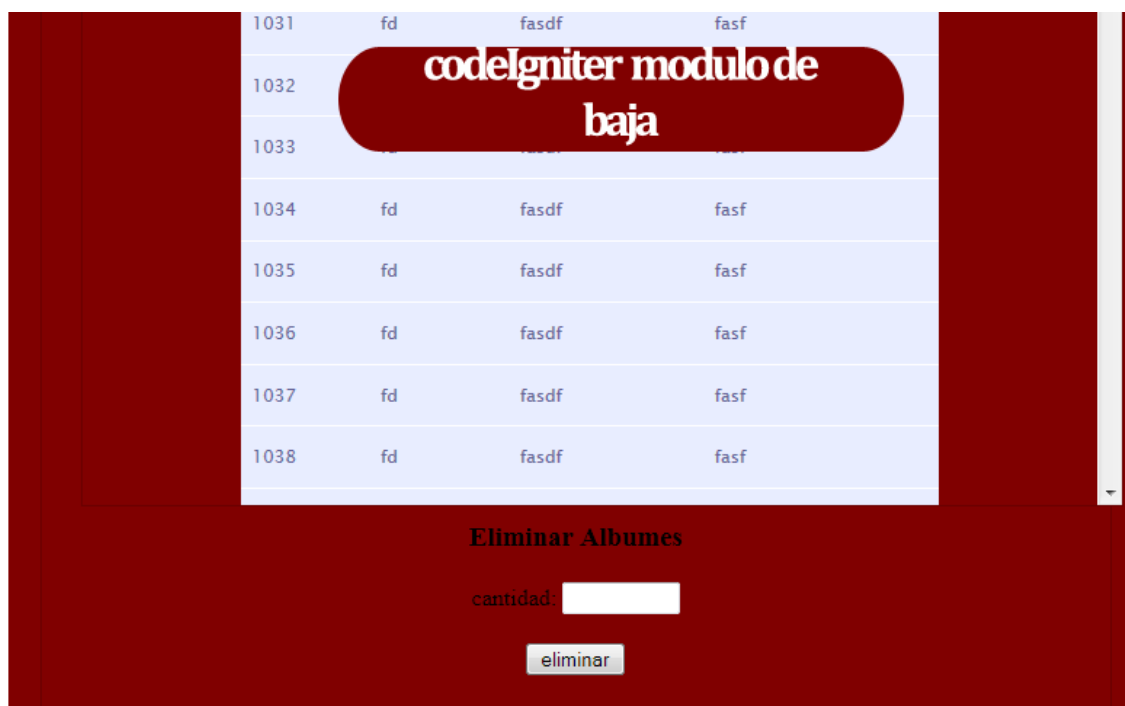 1031 fd fasdf fasf
codeIgniter modulo de
baja
1032
1033
1034 fd fasdf fasf
1035 fd fasdf fasf
1036 fd fasdf fasf
1037 fd fasdf fasf
1038 fd fasdf fasf
Eliminar Albumes
cantidad:
eliminar